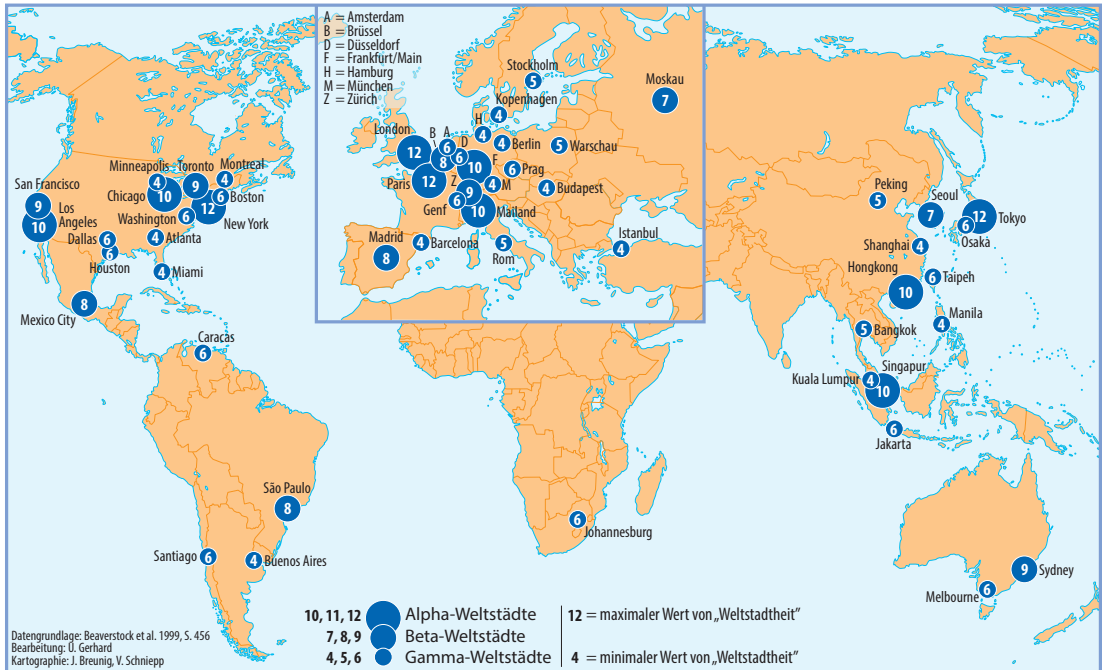 A = Amsterdam
B = Brüssel
D = Düsseldorf
F = Frankfurt/Main
H = Hamburg
M = München
Z = Zürich
Stockholm
5
Moskau
7
Kopenhagen
4
H
4
London
12
B
A
6
D
6
8
Berlin
4
Warschau
5
10
F
Prag
6
Paris
12
Z
9
M
4
Budapest
4
Genf
6
10
Mailand
Madrid
8
Barcelona
4
Rom
5
Istanbul
4
Minneapolis
4
Toronto
9
Montreal
4
San Francisco
9
Los
Angeles
10
Chicago
10
Boston
6
Washington
6
12
New York
Dallas
6
Atlanta
4
Houston
6
Miami
4
Mexico City
8
Caracas
6
São Paulo
8
Santiago
6
Buenos Aires
4
Johannesburg
6
Peking
5
Seoul
7
12
Tokyo
6
Osaka
Shanghai
4
Hongkong
10
Taipeh
6
Manila
4
Bangkok
5
Kuala Lumpur
4
Singapur
10
Jakarta
6
Sydney
9
Melbourne
6
10, 11, 12 Alpha-Weltstädte
7, 8, 9 Beta-Weltstädte
4, 5, 6 Gamma-Weltstädte
12 = maximaler Wert von „Weltstadtheit"
4 = minimaler Wert von „Weltstadtheit"
Datengrundlage: Beaverstock et al. 1999, S. 456
Bearbeitung: U. Gerhard
Kartographie: J. Breunig, V. Schniepp